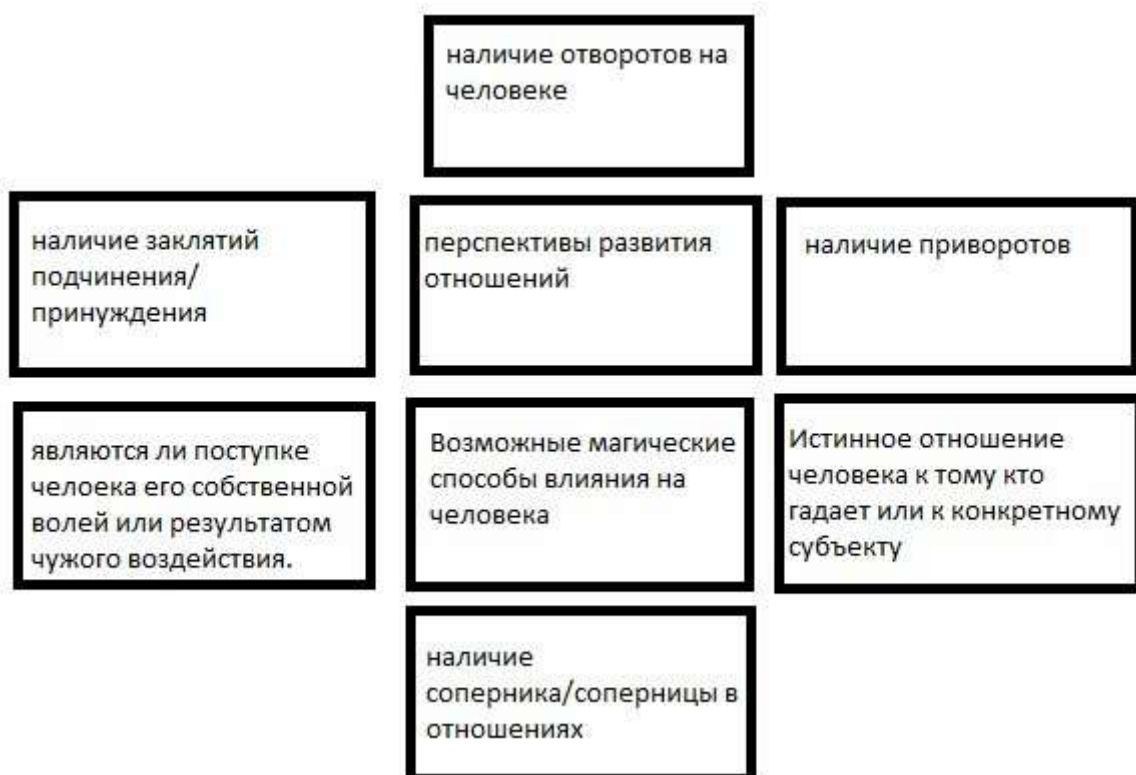 наличие отворотов на
человеке
наличие заклятий
подчинения/
принуждения
перспективы развития
отношений
наличие приворотов
являются ли поступке
челоека его собственной
волей или результатом
чужого воздействия.
Возможные магические
способы влияния на
человека
Истинное отношение
человека к тому кто
гадает или к конкретному
субъекту
наличие
соперника/соперницы в
отношениях